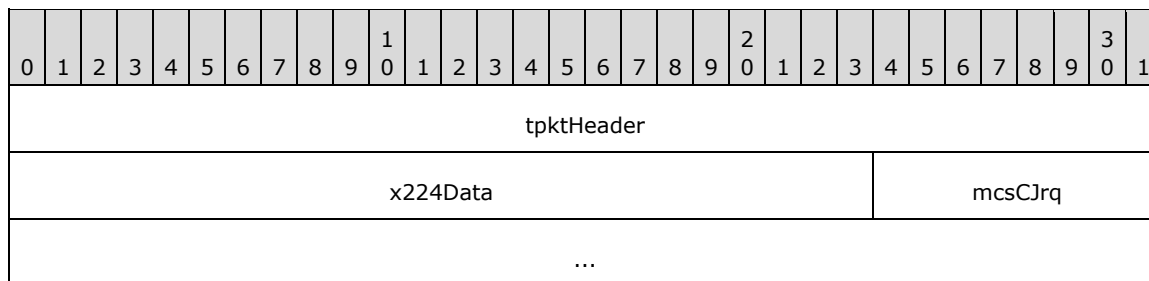 1 2 3
0 1 2 3 4 5 6 7 8 9 0 1 2 3 4 5 6 7 8 9 0 1 2 3 4 5 6 7 8 9 0 1
tpktHeader
x224Data mcsCJrq
...